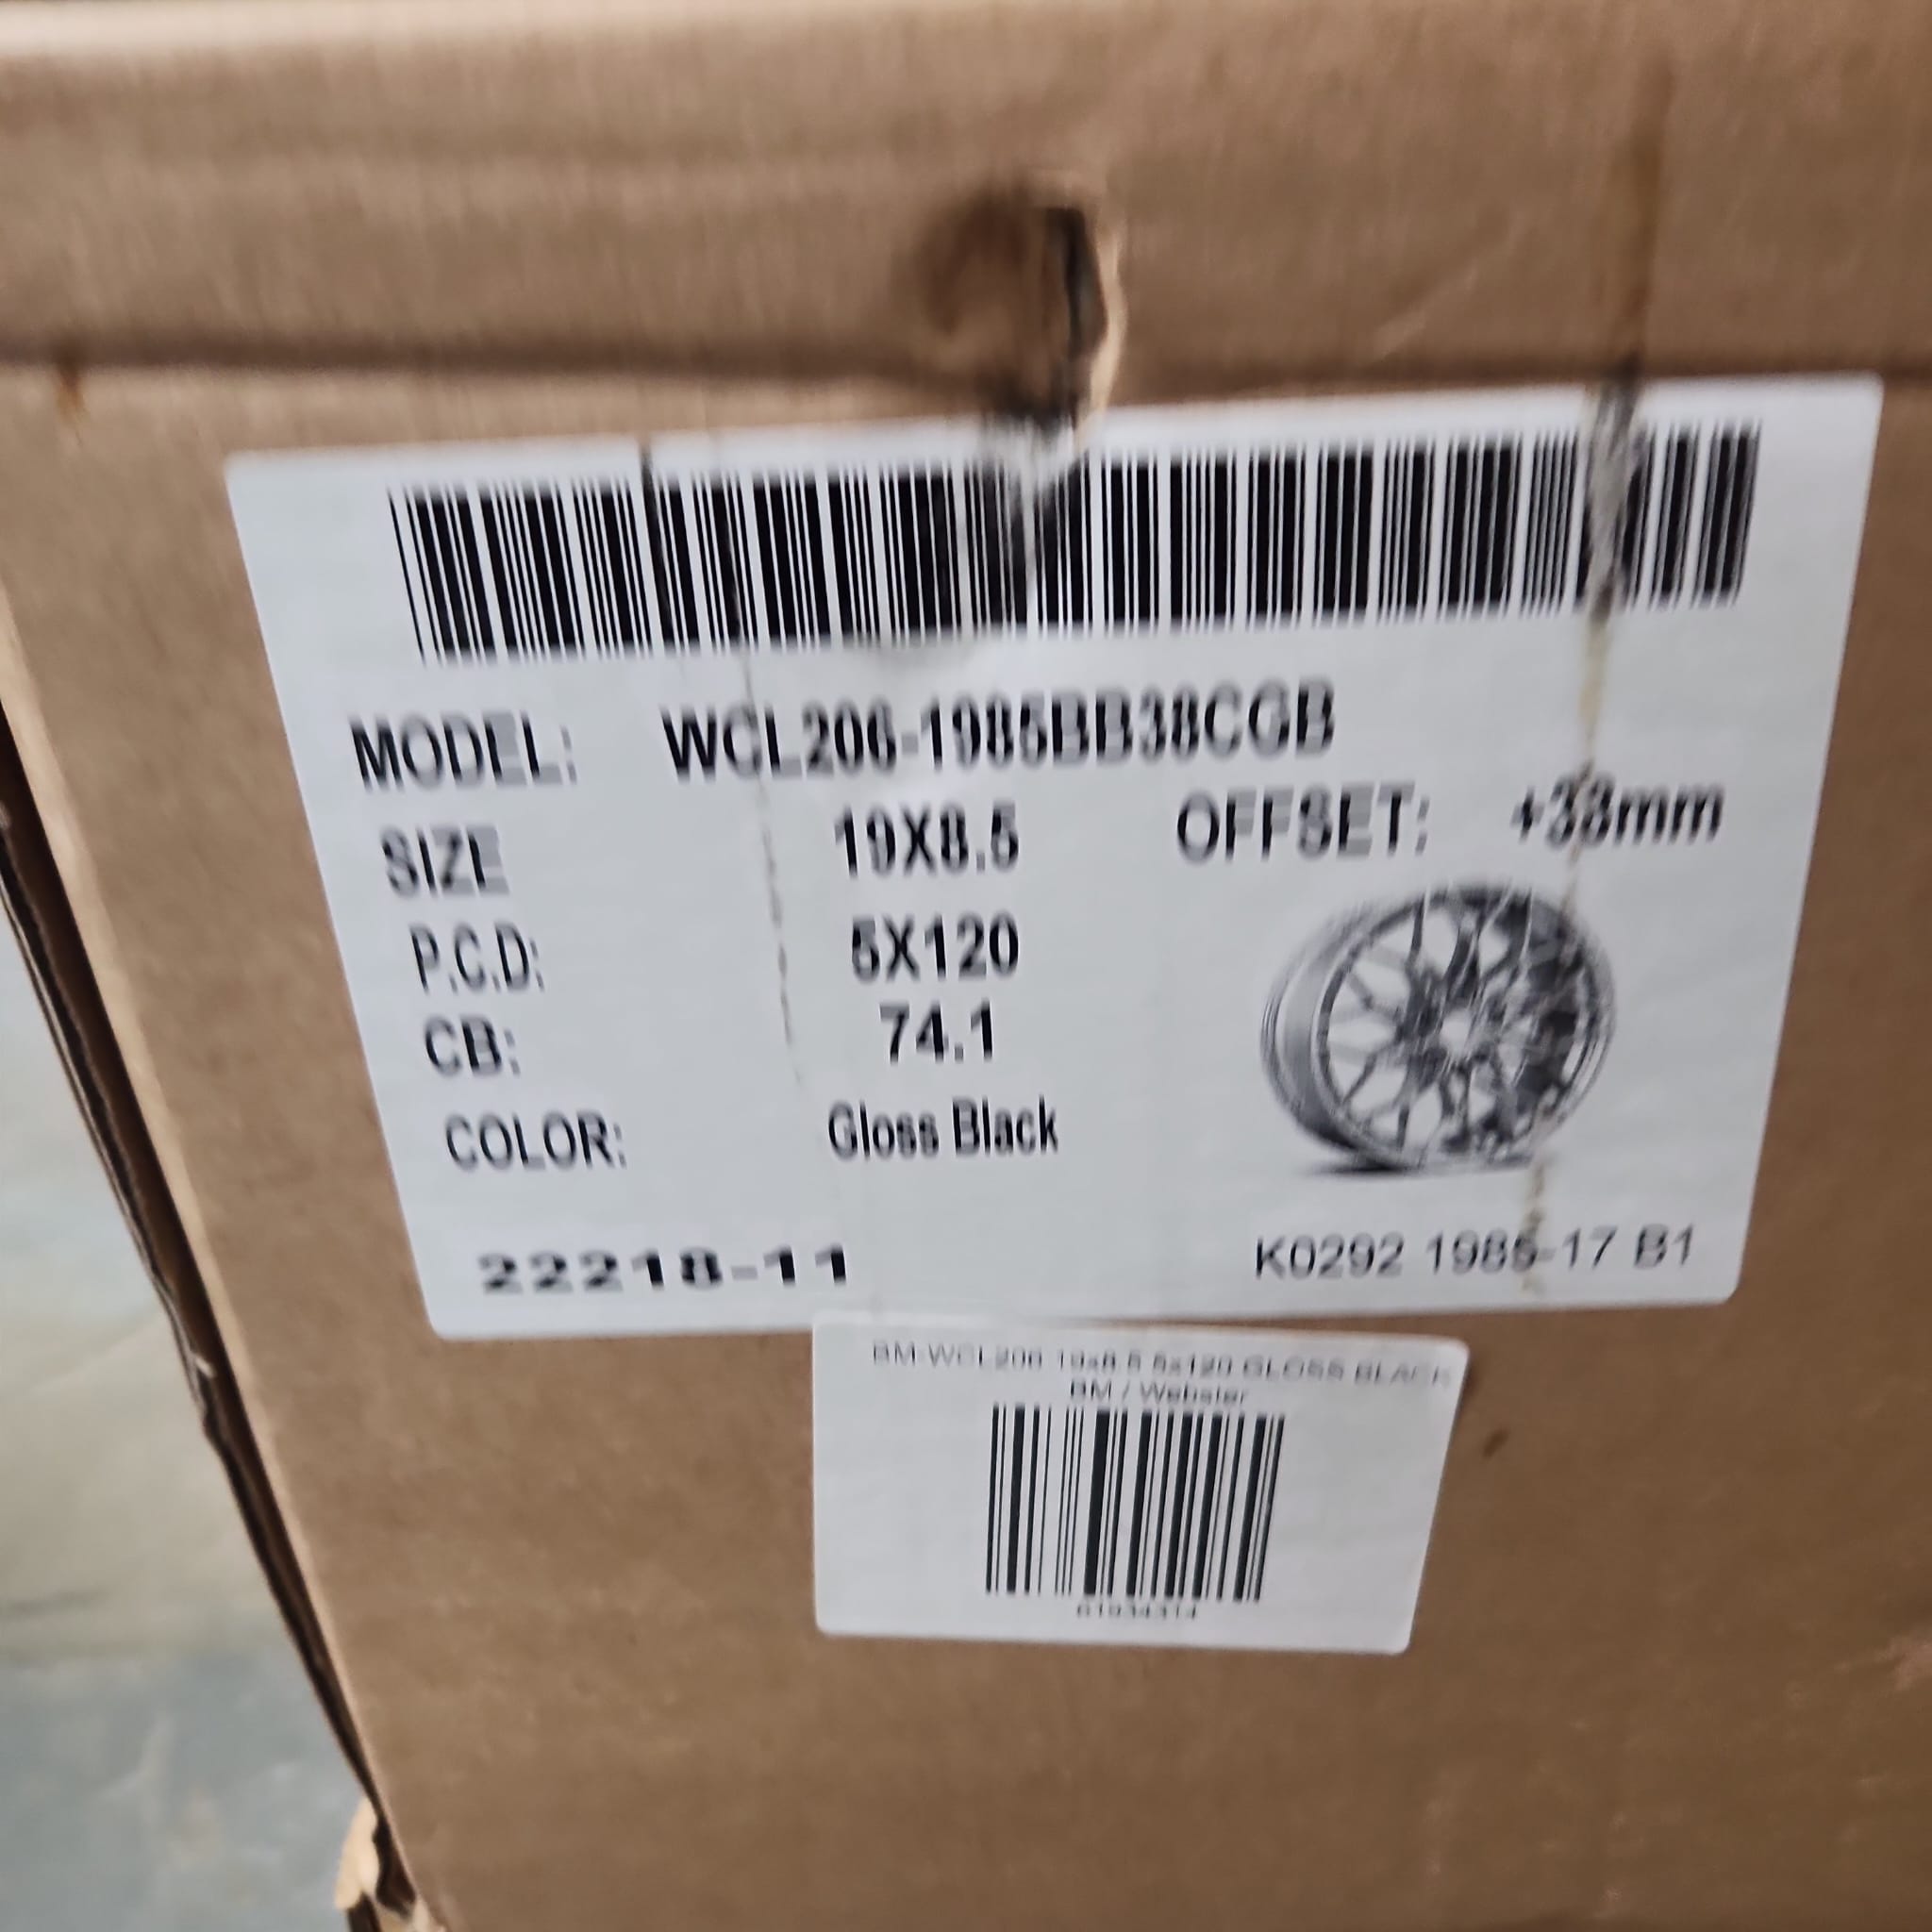 MODEL: WCL206-1985BB38CGB
SIZE 19X8.5 OFFSET: +38mm
P.C.D: 5X120
CB: 74.1
COLOR: Gloss Black
22218-11 K0292 1985-17 B1
BM-WCL206 19x8.5 5x120 GLOSS BLACK
BM / Webster
61934314